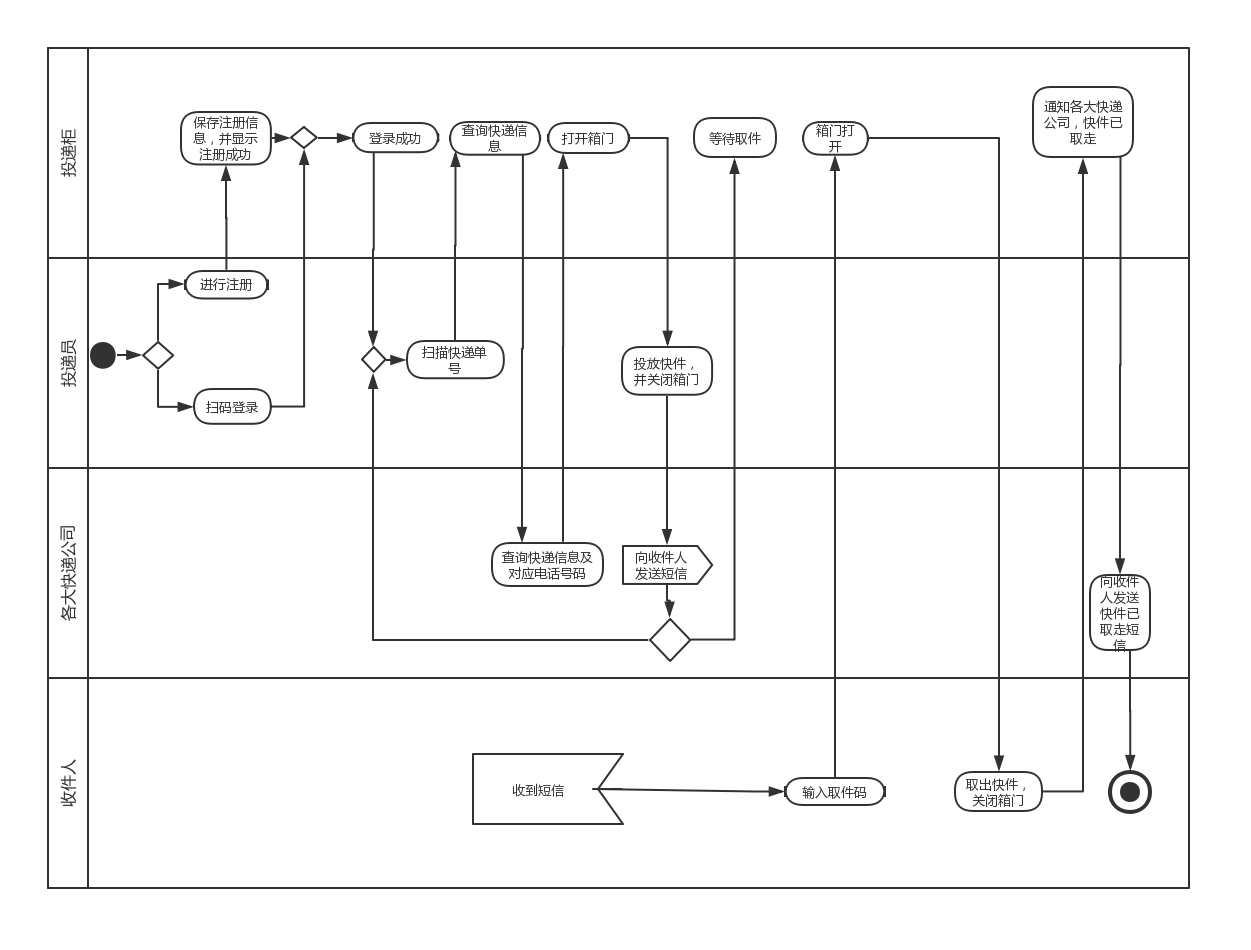 投递柜
保存注册信
息，并显示
注册成功
登录成功
查询快递信
息
打开箱门
等待取件
箱门打
开
通知各大快递
公司，快件已
取走
投递员
进行注册
扫码登录
扫描快递单
号
投放快件，
并关闭箱门
各大快递公司
查询快递信息及
对应电话号码
向收件人
发送短信
向收件
人发送
快件已
取走短
信
收件人
收到短信
输入取件码
取出快件，
关闭箱门